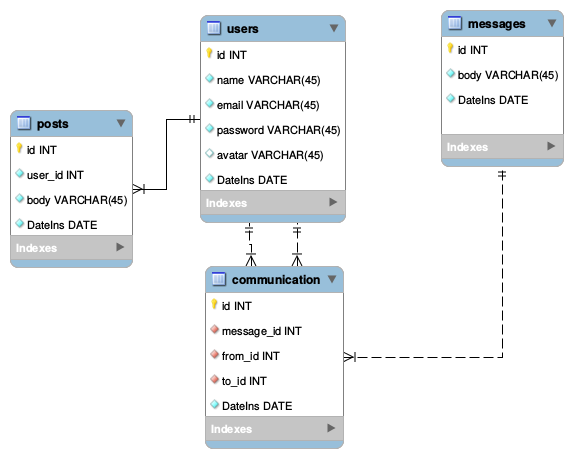 users
id INT
name VARCHAR(45)
email VARCHAR(45)
password VARCHAR(45)
avatar VARCHAR(45)
DateIns DATE
Indexes
messages
id INT
body VARCHAR(45)
DateIns DATE
Indexes
posts
id INT
user_id INT
body VARCHAR(45)
DateIns DATE
Indexes
communication
id INT
message_id INT
from_id INT
to_id INT
DateIns DATE
Indexes